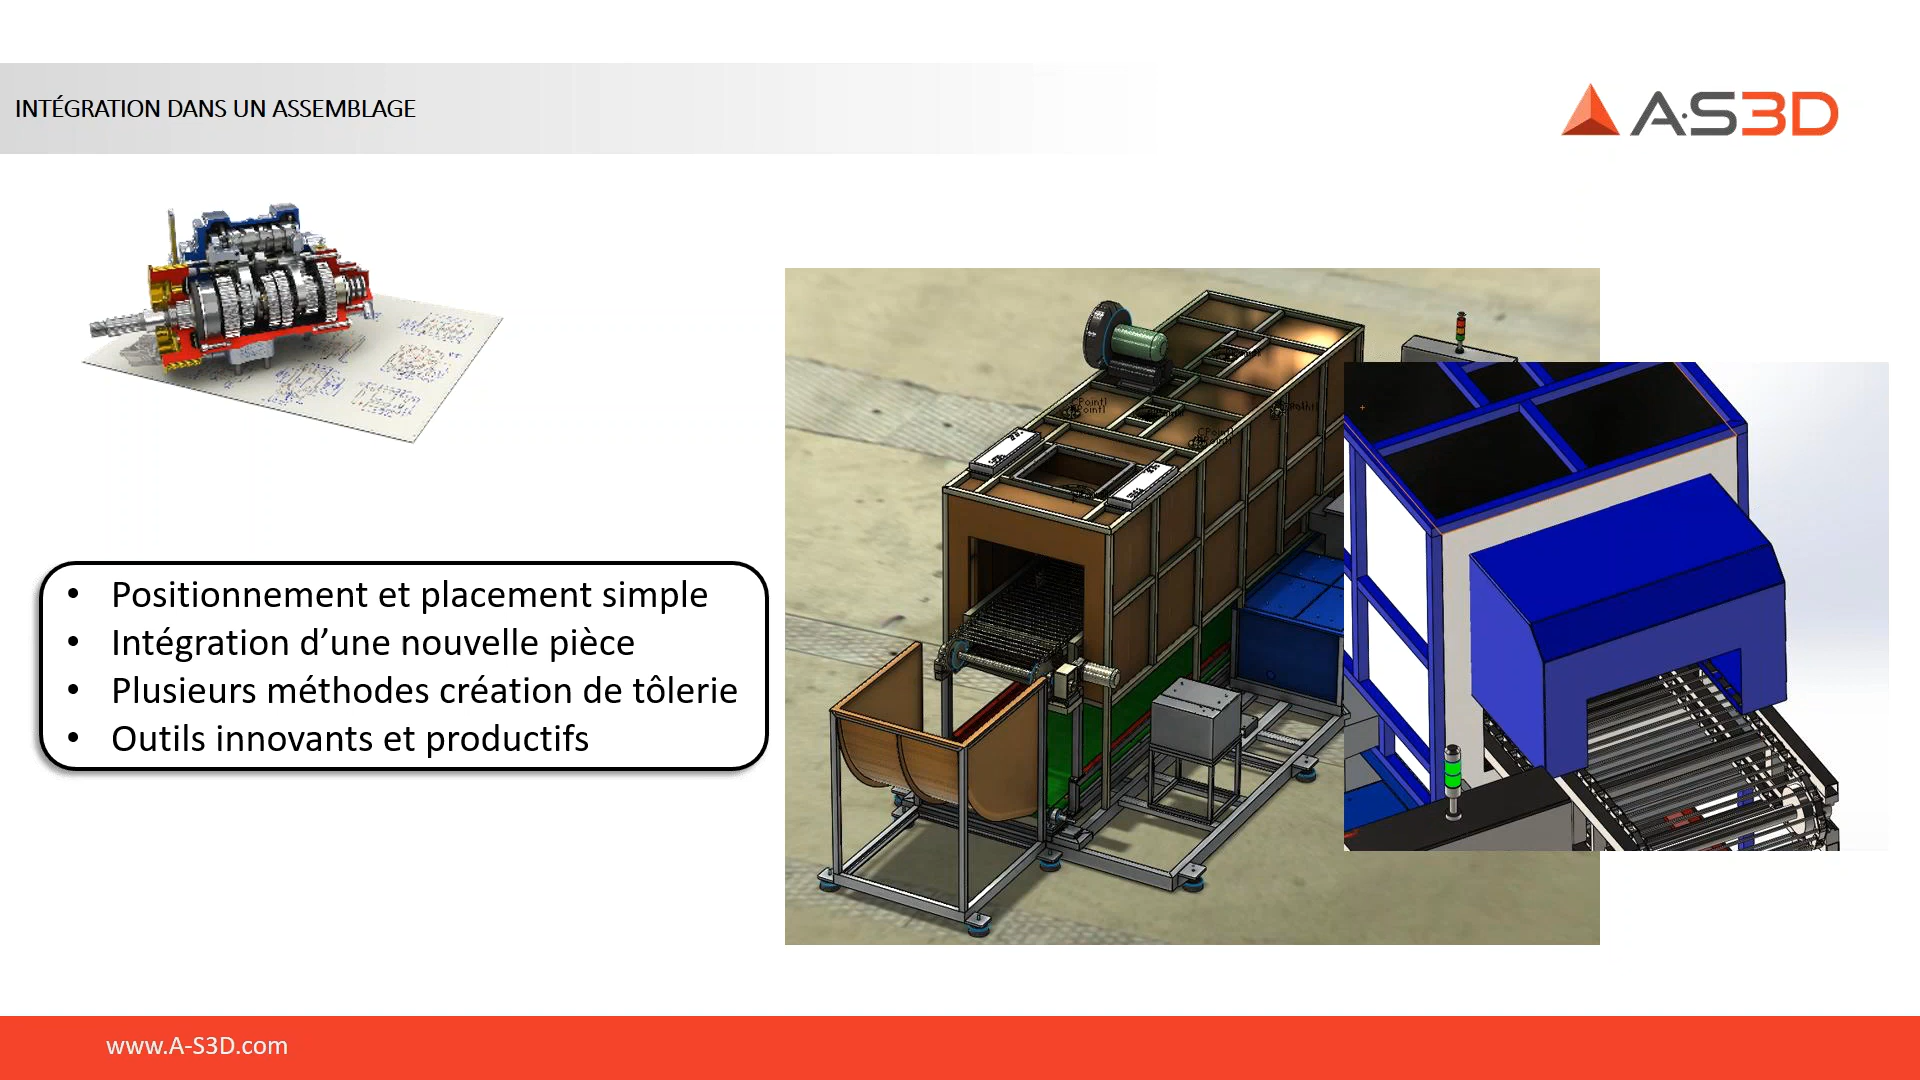 INTÉGRATION DANS UN ASSEMBLAGE
A·S3D
• Positionnement et placement simple
• Intégration d’une nouvelle pièce
• Plusieurs méthodes création de tôlerie
• Outils innovants et productifs
www.A-S3D.com